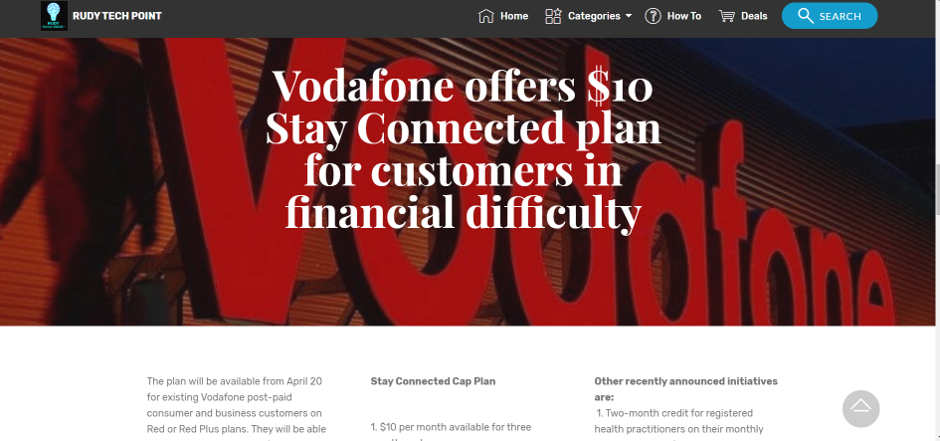 RUDY TECH POINT
Home
Categories
How To
Deals
SEARCH
Vodafone offers $10
Stay Connected plan
for customers in
financial difficulty
Vodafone
The plan will be available from April 20
for existing Vodafone post-paid
consumer and business customers on
Red or Red Plus plans. They will be able
Stay Connected Cap Plan
1. $10 per month available for three
Other recently announced initiatives
are:
1. Two-month credit for registered
health practitioners on their monthly